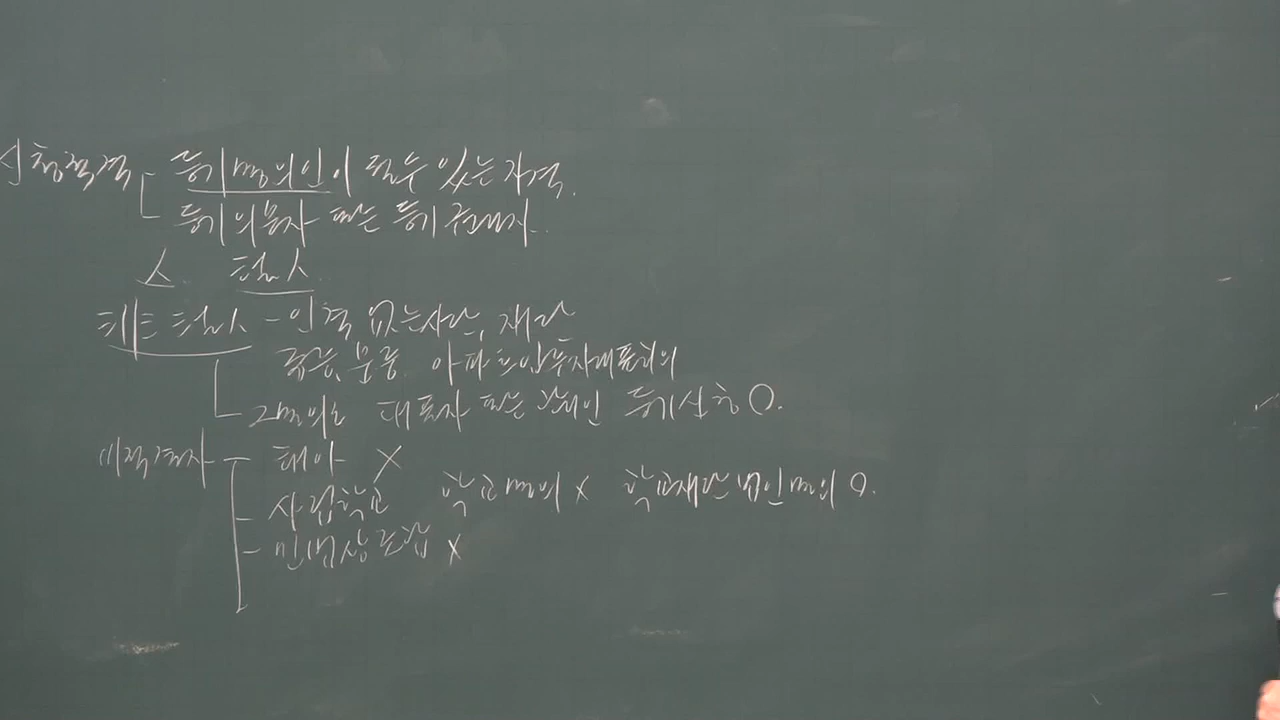 신청적격 - 등기명의인이 될수 있는 자격.
- 등기의무자 또는 등기권리자.
人. 法人.
非法人 - 인격 없는사단, 재단
종중, 문중. 아파트입주자대표회의
그명의로 대표자 또는 관리인 등기신청 O.
비적격자 - 태아 X
- 사립학교 학교명의 X 학교재단법인명의 O.
- 민법상조합 X